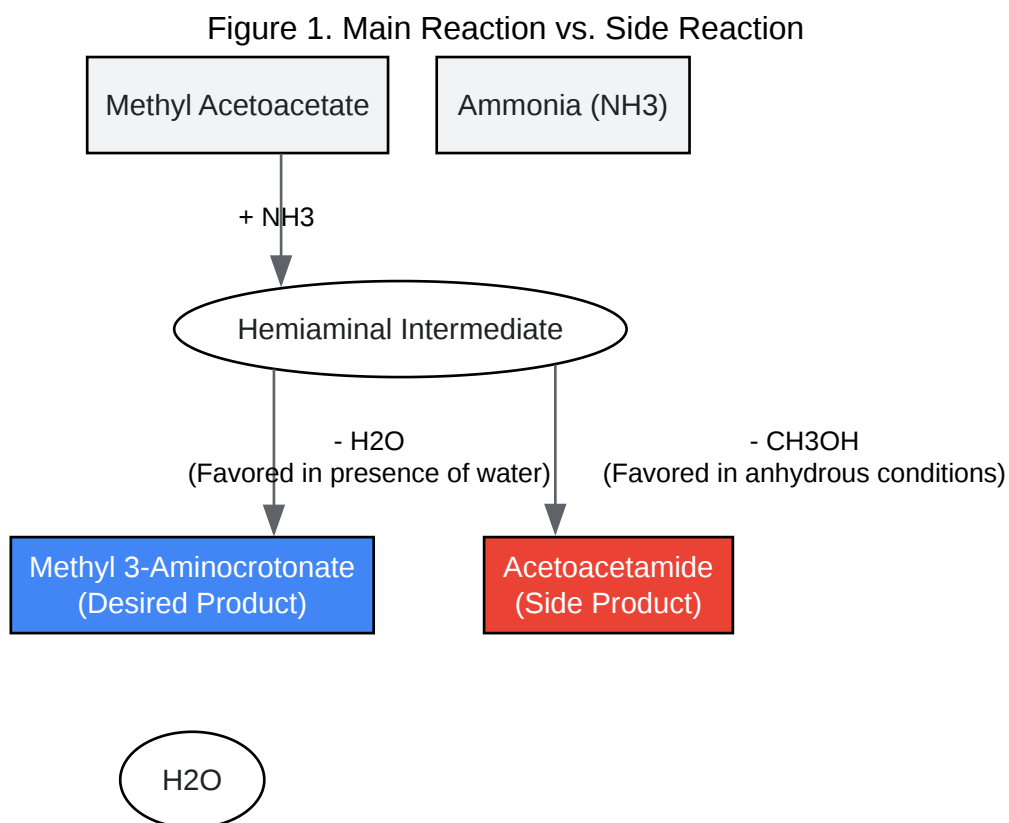 Figure 1. Main Reaction vs. Side Reaction
Methyl Acetoacetate
Ammonia (NH3)
+ NH3
Hemiaminal Intermediate
- H2O
(Favored in presence of water)
- CH3OH
(Favored in anhydrous conditions)
Methyl 3-Aminocrotonate
(Desired Product)
Acetoacetamide
(Side Product)
H2O